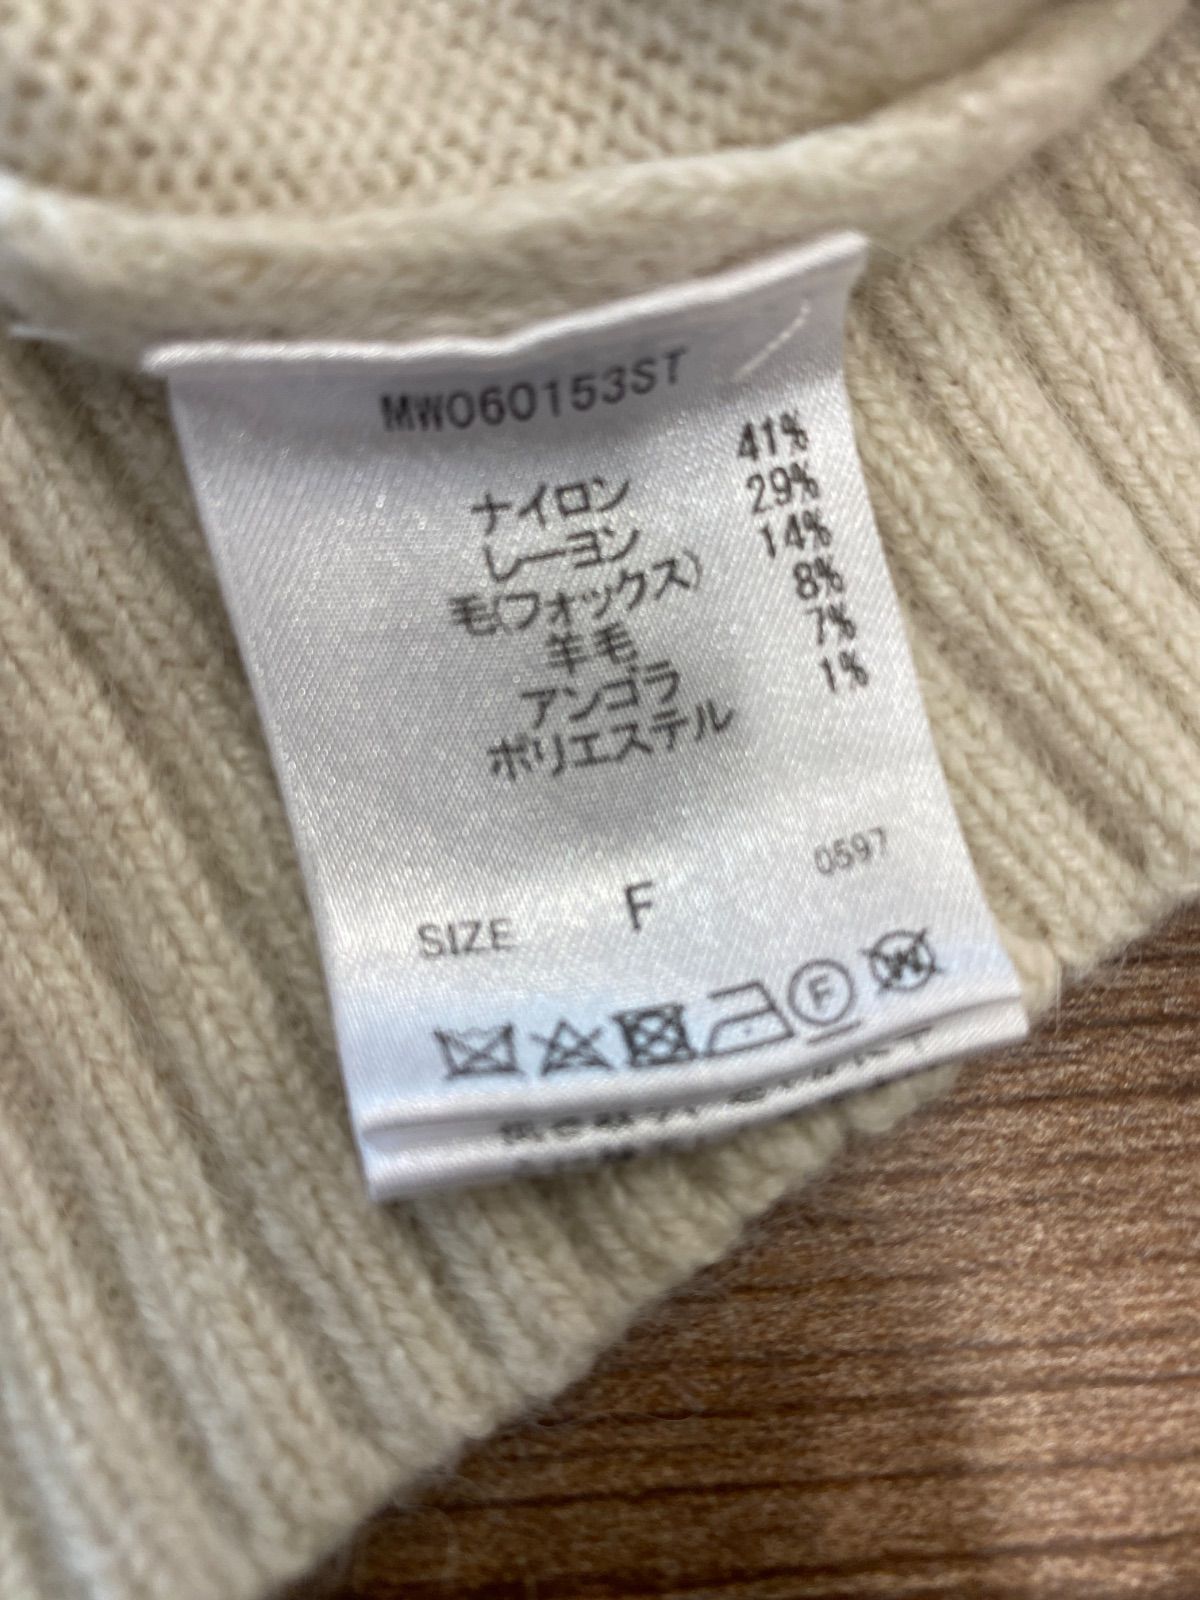 MW060153ST
ナイロン 41%
レーヨン 29%
毛(フォックス) 14%
羊毛 8%
アンゴラ 7%
ポリエステル 1%
0597
SIZE F
F
W